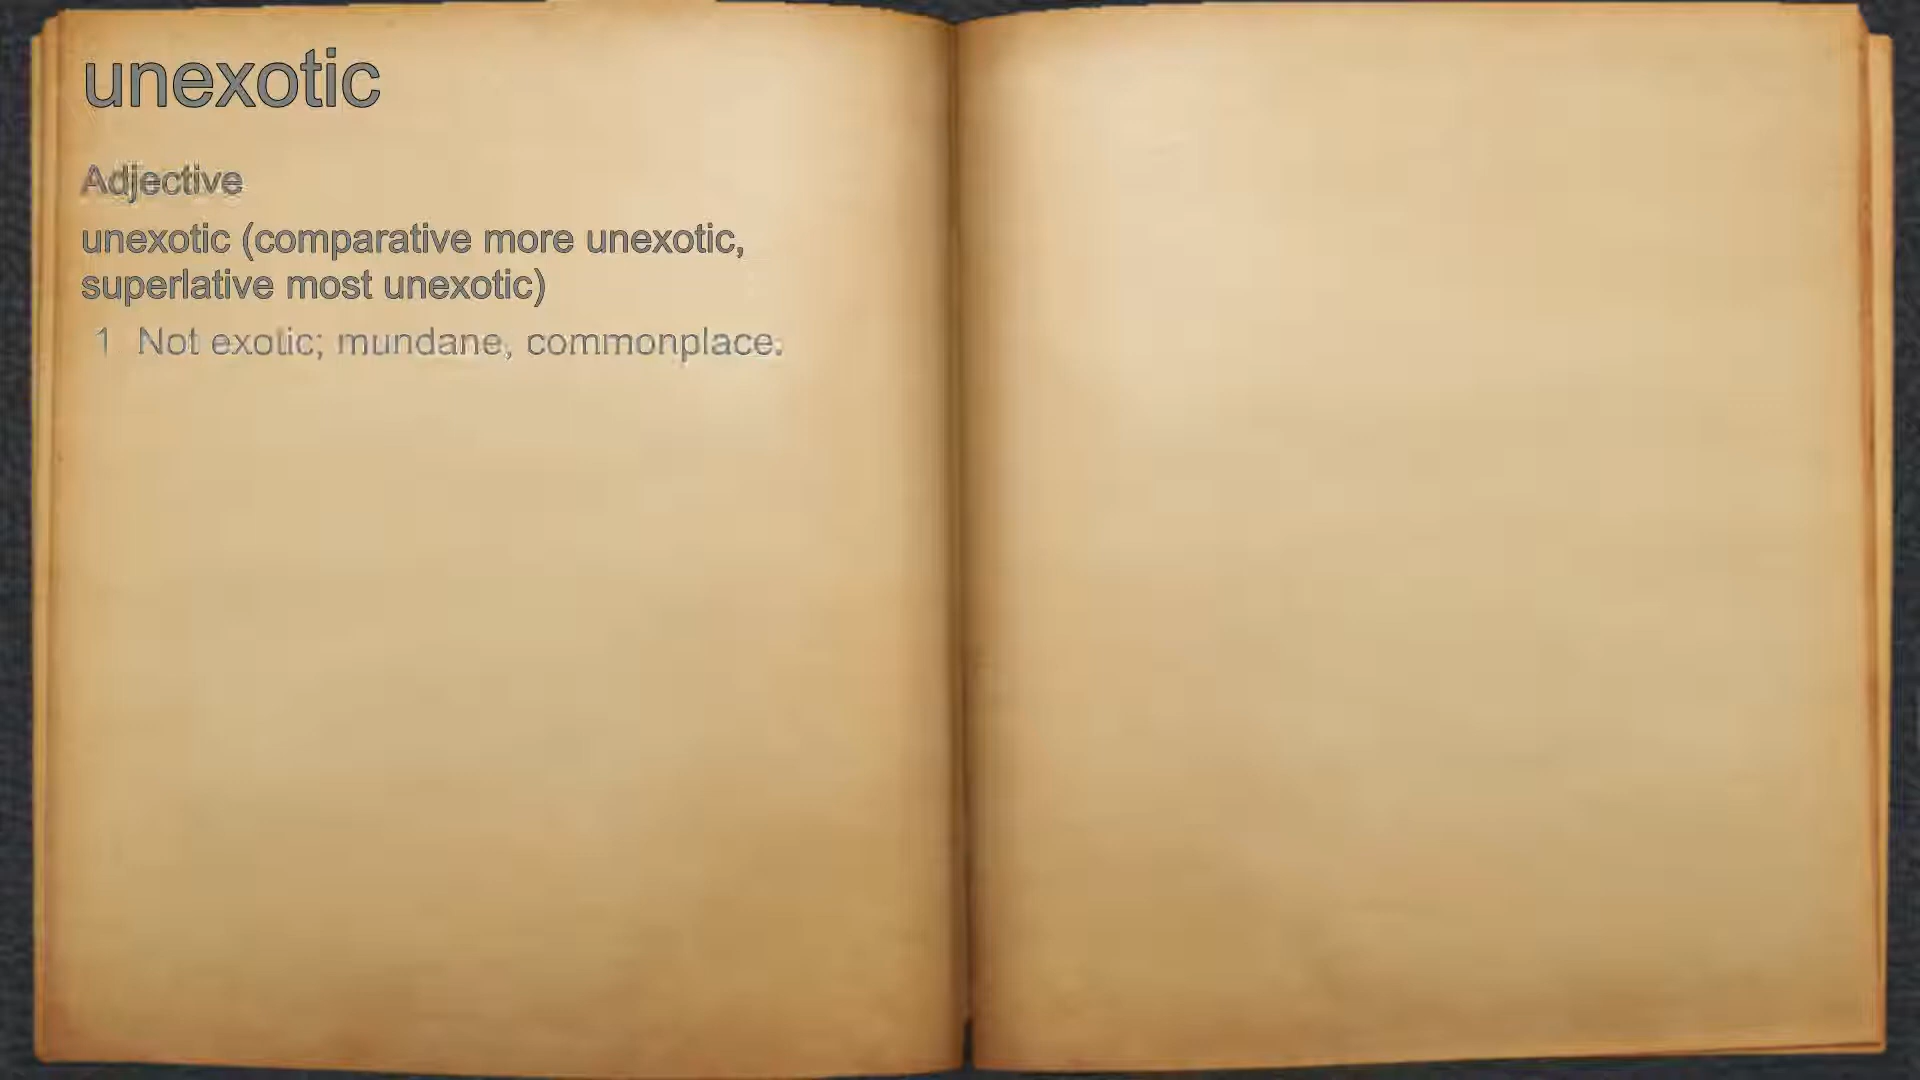 unexotic
Adjective
unexotic (comparative more unexotic,
superlative most unexotic)
1 Not exotic; mundane, commonplace.